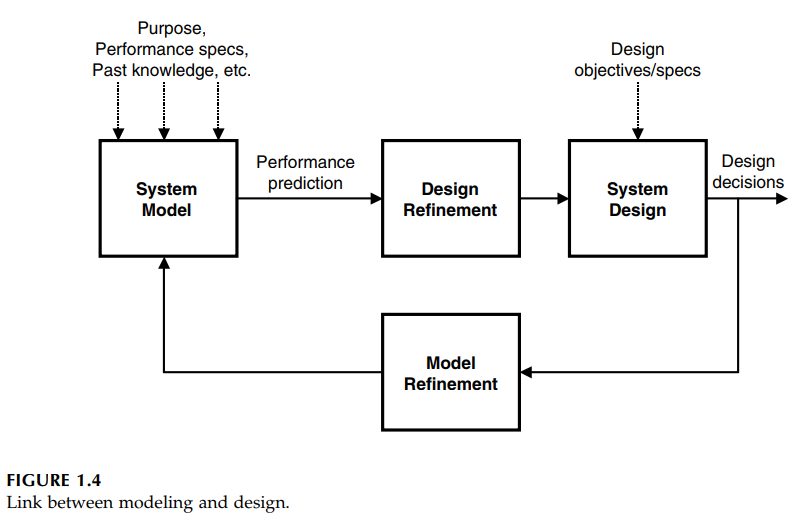 Purpose,
Performance specs,
Past knowledge, etc.
Design
objectives/specs
System
Model
Performance
prediction
Design
Refinement
System
Design
Design
decisions
Model
Refinement
FIGURE 1.4
Link between modeling and design.